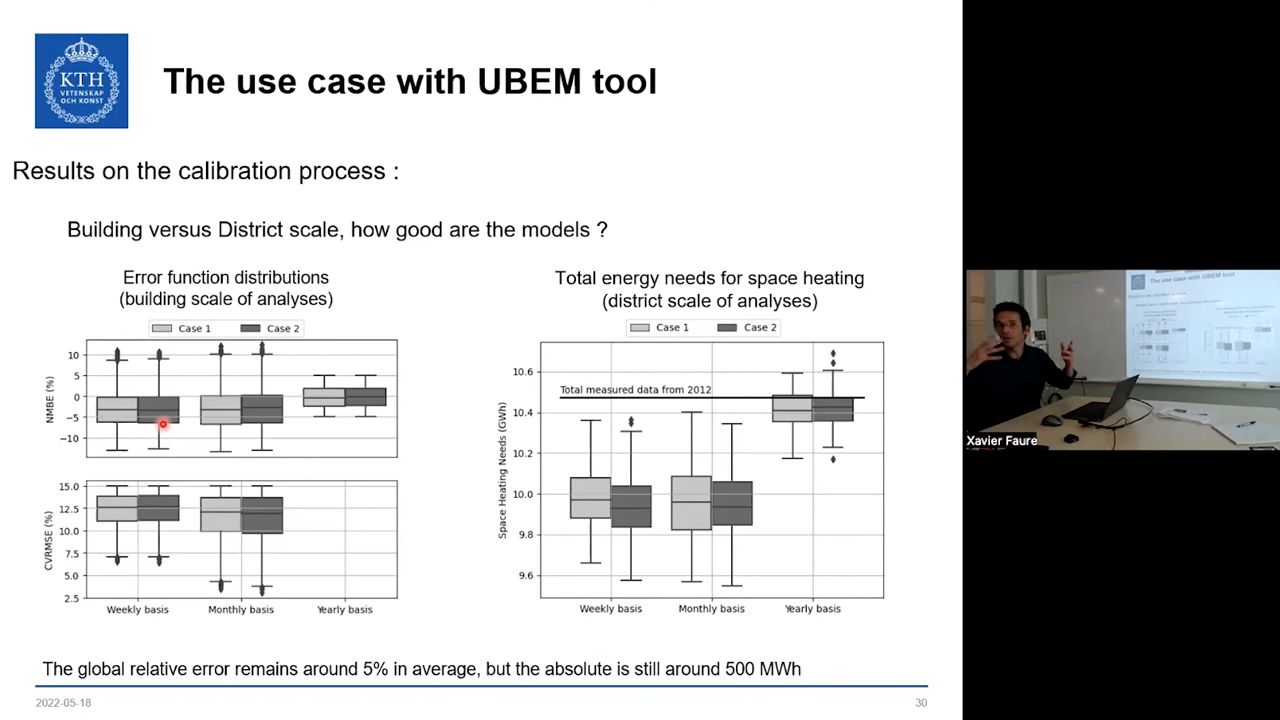 KTH
VETENSKAP
OCH KONST
The use case with UBEM tool
Results on the calibration process :
Building versus District scale, how good are the models ?
Error function distributions
(building scale of analyses)
Case 1
Case 2
NMBE (%)
10
5
0
−5
−10
CVRMSE (%)
15.0
12.5
10.0
7.5
5.0
2.5
Weekly basis
Monthly basis
Yearly basis
Total energy needs for space heating
(district scale of analyses)
Case 1
Case 2
Space Heating Needs (GWh)
10.6
10.4
10.2
10.0
9.8
9.6
Total measured data from 2012
Weekly basis
Monthly basis
Yearly basis
The global relative error remains around 5% in average, but the absolute is still around 500 MWh
2022-05-18
30
The use case with UBEM tool
Xavier Faure